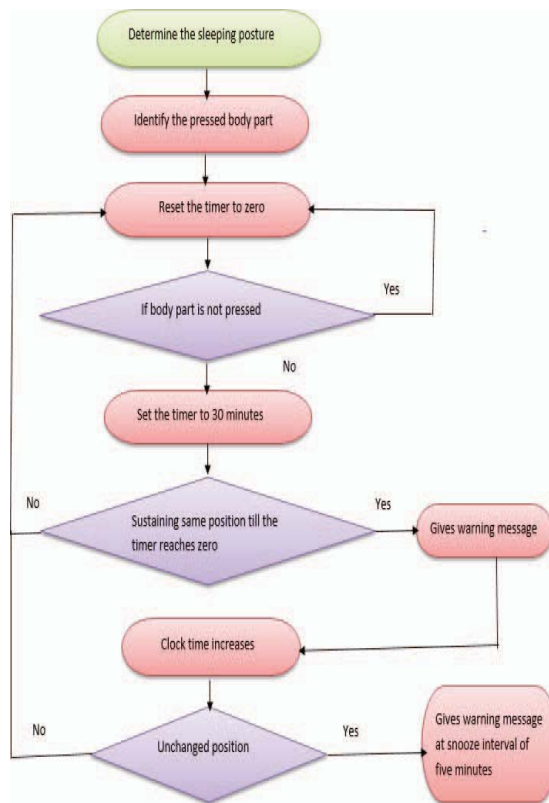 Determine the sleeping posture
Identify the pressed body part
Reset the timer to zero
If body part is not pressed
Yes
No
Set the timer to 30 minutes
No
Sustaining same position till the
timer reaches zero
Yes
Gives warning message
Clock time increases
No
Unchanged position
Yes
Gives warning message
at snooze interval of
five minutes